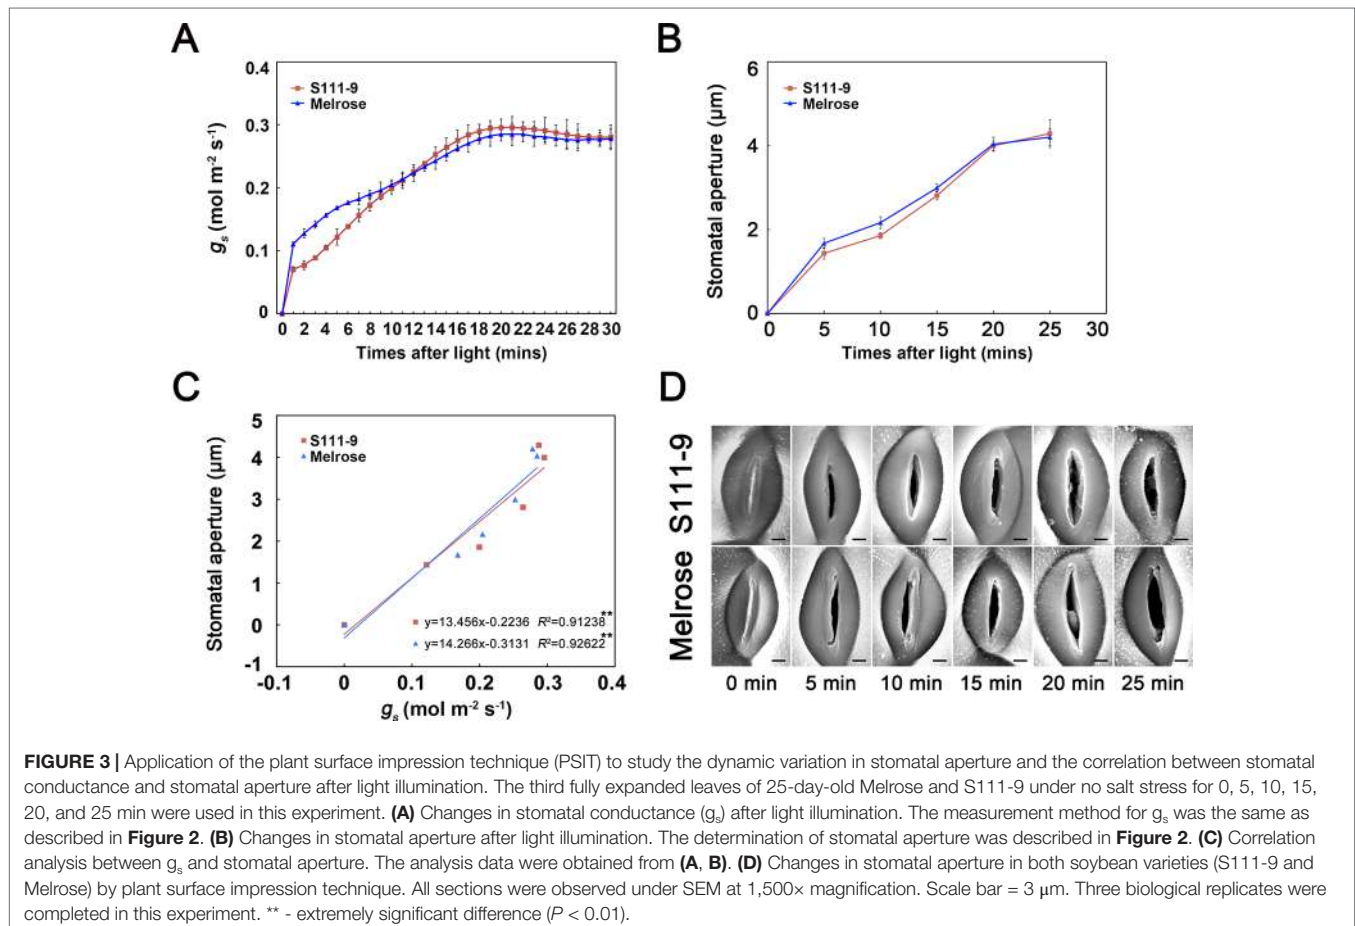 A
0.4
0.3
0.2
0.1
0
gs (mol m-2 s-1)
S111-9
Melrose
0 2 4 6 8 10 12 14 16 18 20 22 24 26 28 30
Times after light (mins)
B
6
4
2
0
Stomatal aperture (μm)
S111-9
Melrose
0 5 10 15 20 25 30
Times after light (mins)
C
5
4
3
2
1
0
-1
Stomatal aperture (μm)
S111-9
Melrose
y=13.456x-0.2236 R²=0.91238**
y=14.266x-0.3131 R²=0.92622**
-0.1 0 0.1 0.2 0.3 0.4
gs (mol m-2 s-1)
D
S111-9
Melrose
0 min 5 min 10 min 15 min 20 min 25 min
FIGURE 3 | Application of the plant surface impression technique (PSIT) to study the dynamic variation in stomatal aperture and the correlation between stomatal
conductance and stomatal aperture after light illumination. The third fully expanded leaves of 25-day-old Melrose and S111-9 under no salt stress for 0, 5, 10, 15,
20, and 25 min were used in this experiment. (A) Changes in stomatal conductance (gs) after light illumination. The measurement method for gs was the same as
described in Figure 2. (B) Changes in stomatal aperture after light illumination. The determination of stomatal aperture was described in Figure 2. (C) Correlation
analysis between gs and stomatal aperture. The analysis data were obtained from (A, B). (D) Changes in stomatal aperture in both soybean varieties (S111-9 and
Melrose) by plant surface impression technique. All sections were observed under SEM at 1,500× magnification. Scale bar = 3 μm. Three biological replicates were
completed in this experiment. ** - extremely significant difference (P < 0.01).